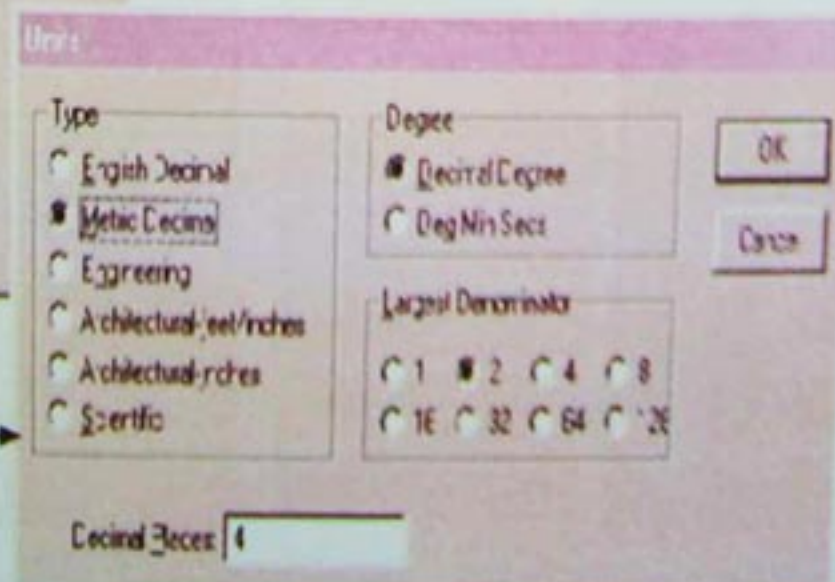 Units
Type
English Decimal
Metric Decimal
Engineering
Architectural-feet/inches
Architectural-inches
Scientific
Degree
Decimal Degree
Deg Min Secs
Largest Denominator
1 2 4 8
16 32 64 128
OK
Cancel
Decimal Places: 4